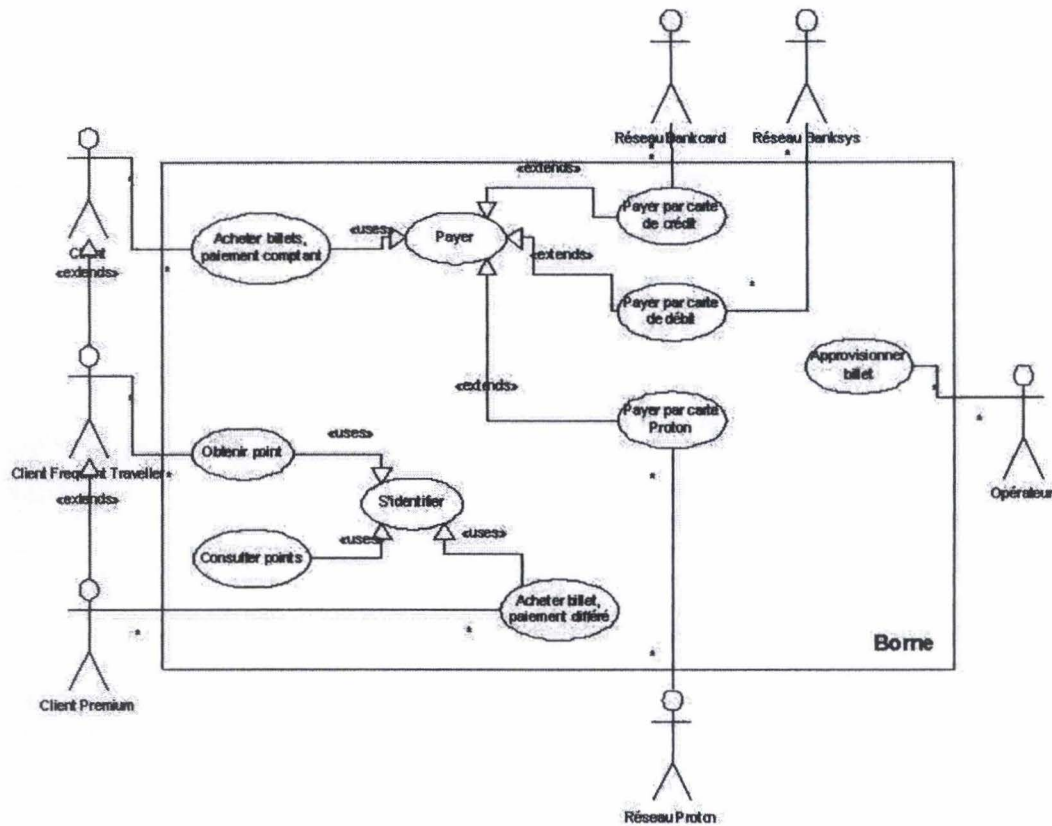 Réseau Bankcard
Réseau Banksys
*
*
*
«extends»
*
Payer par carte
de crédit
Acheter billets,
paiement comptant
«uses»
Payer
Client
«extends»
*
«extends»
*
Payer par carte
de débit
Approvisionner
billet
*
«extends»
*
*
Payer par carte
Proton
«uses»
Obtenir point
Client Frequent Traveller
*
*
Opérateur
«extends»
S'identifier
«uses»
«uses»
Consulter points
Acheter billet,
paiement différé
*
*
*
Borne
Client Premium
Réseau Proton